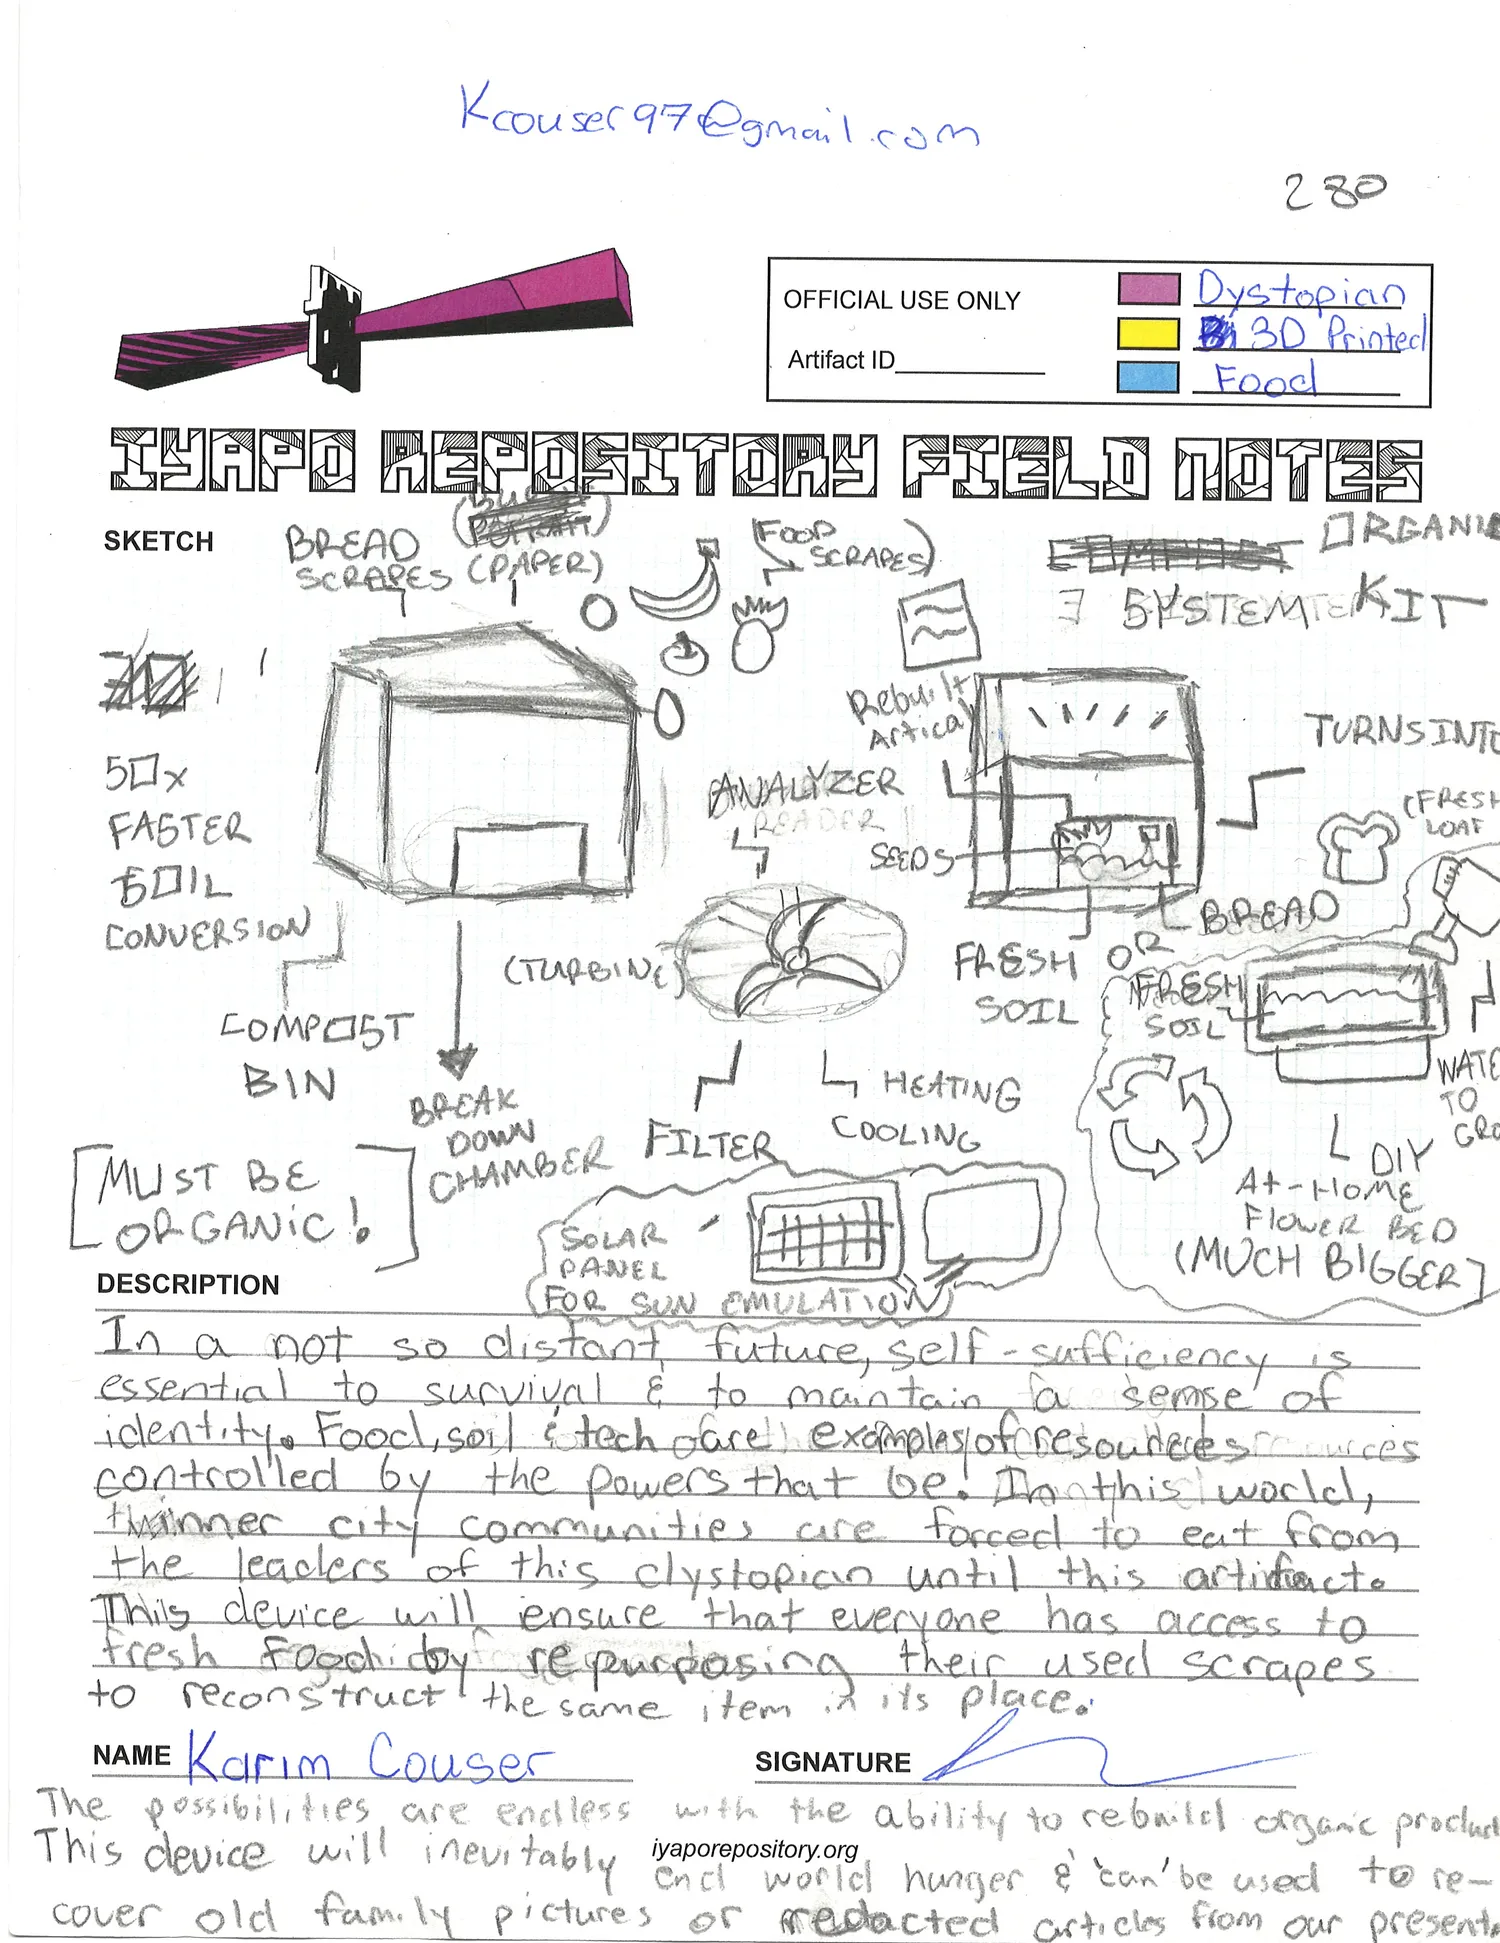 Kcouser97@gmail.com
280
OFFICIAL USE ONLY
Artifact ID
Dystopian
3D Printed
Food
IYAPO REPOSITORY FIELD NOTES
SKETCH
BREAD
SCRAPES
(PAPER)
(FOOD
SCRAPES)
ORGANIC
SYSTEM KIT
50x
FASTER
SOIL
CONVERSION
COMPOST
BIN
BREAK
DOWN
CHAMBER
[MUST BE
ORGANIC!]
Rebuilt
Artical
ANALYZER
READER
SEEDS
(TURBINE)
FILTER
HEATING
COOLING
FRESH
SOIL
BREAD
OR
TURNS INTO
(FRESH
LOAF
FRESH
SOIL
WATE
TO
GRO
DIY
At-HOME
FLOWER BED
(MUCH BIGGER]
SOLAR
PANEL
(FOR SUN EMULATION)
DESCRIPTION
In a not so distant future, self-sufficiency is
essential to survival & to maintain a sense of
identity. Food, soil & tech are examples of resources
controlled by the powers that be. In this world,
inner city communities are forced to eat from
the leaders of this dystopian until this artifact.
This device will ensure that everyone has access to
fresh food by repurposing their used scrapes
to reconstruct the same item in its place.
NAME Karim Couser
SIGNATURE
The possibilities are endless with the ability to rebuild organic product
This device will inevitably end world hunger & 'can' be used to re-
iyaporepository.org
cover old family pictures or redacted articles from our present.